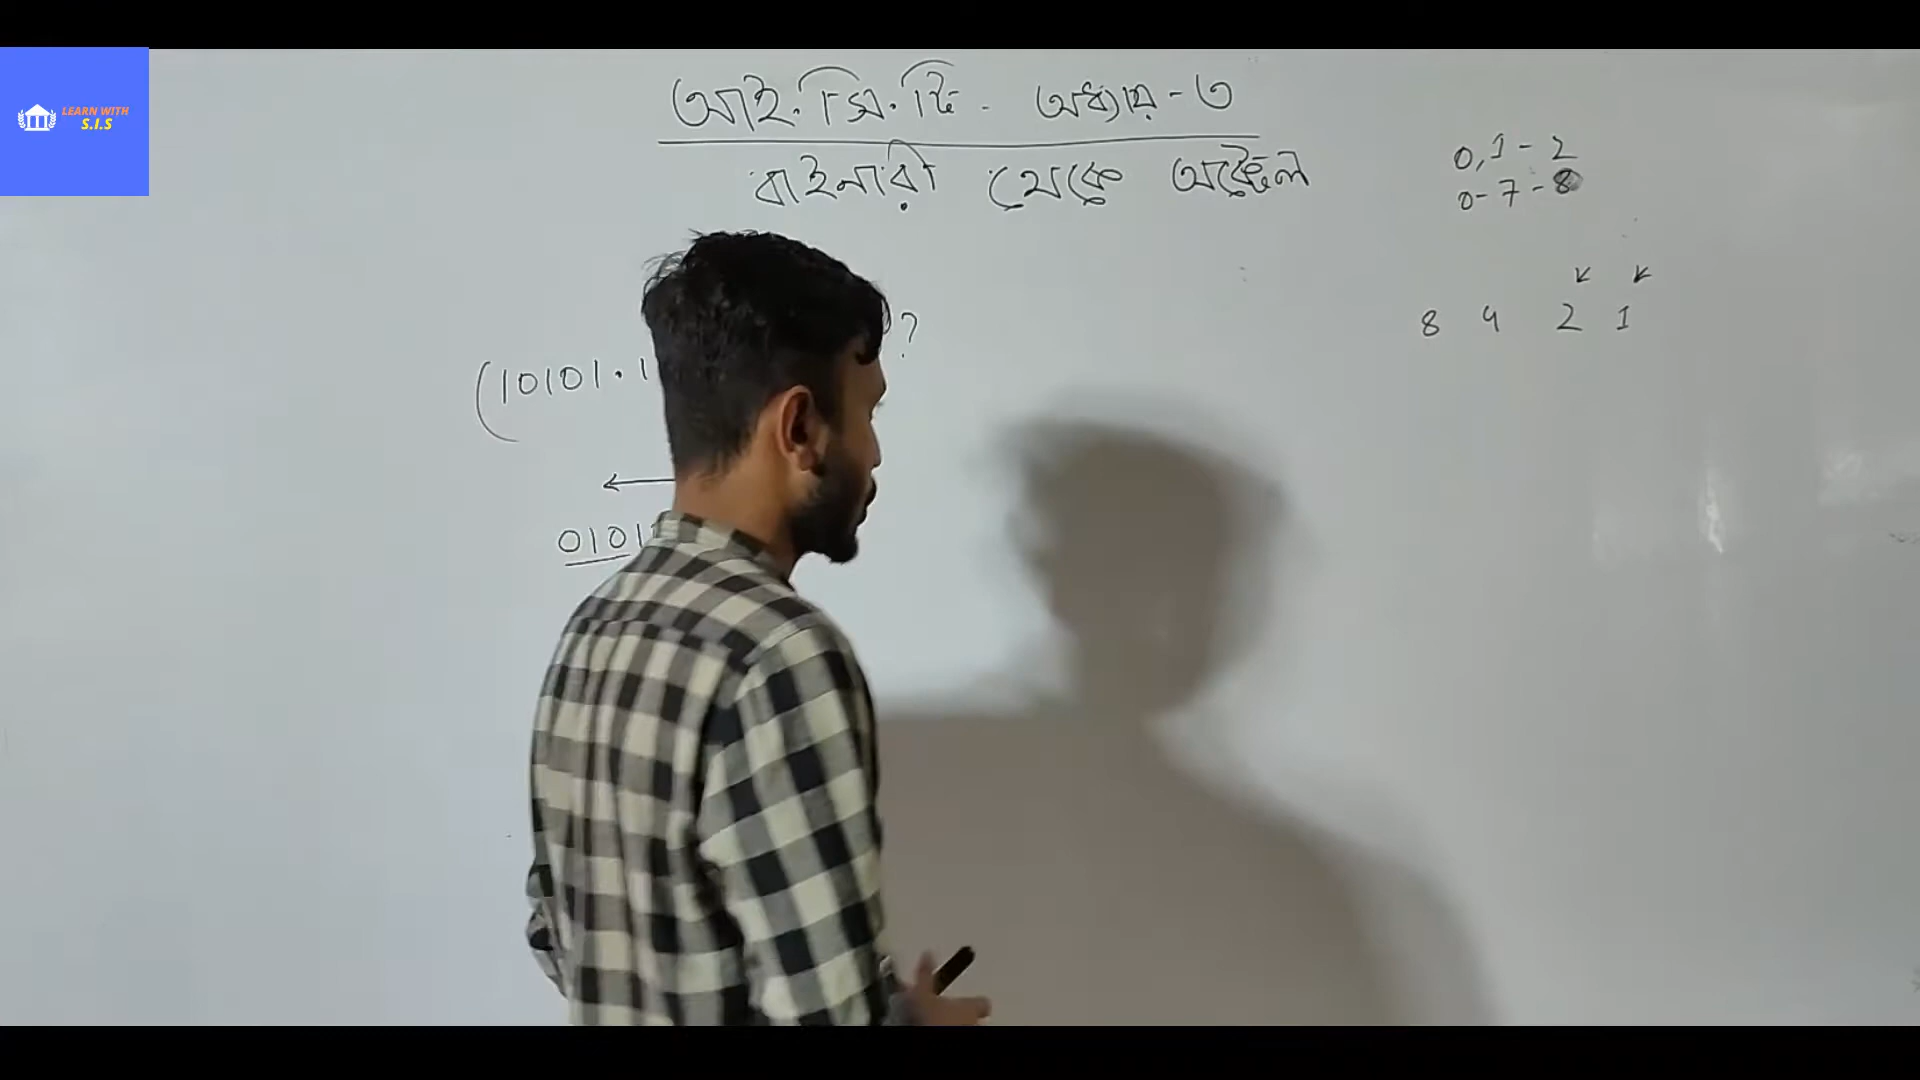 LEARN WITH
S.I.S
আই.সি.টি. অধ্যায়-৩
বাইনারী থেকে অক্টাল
0,1 - 2
0-7-8
8 4 2 1
?
(10101.1
0101